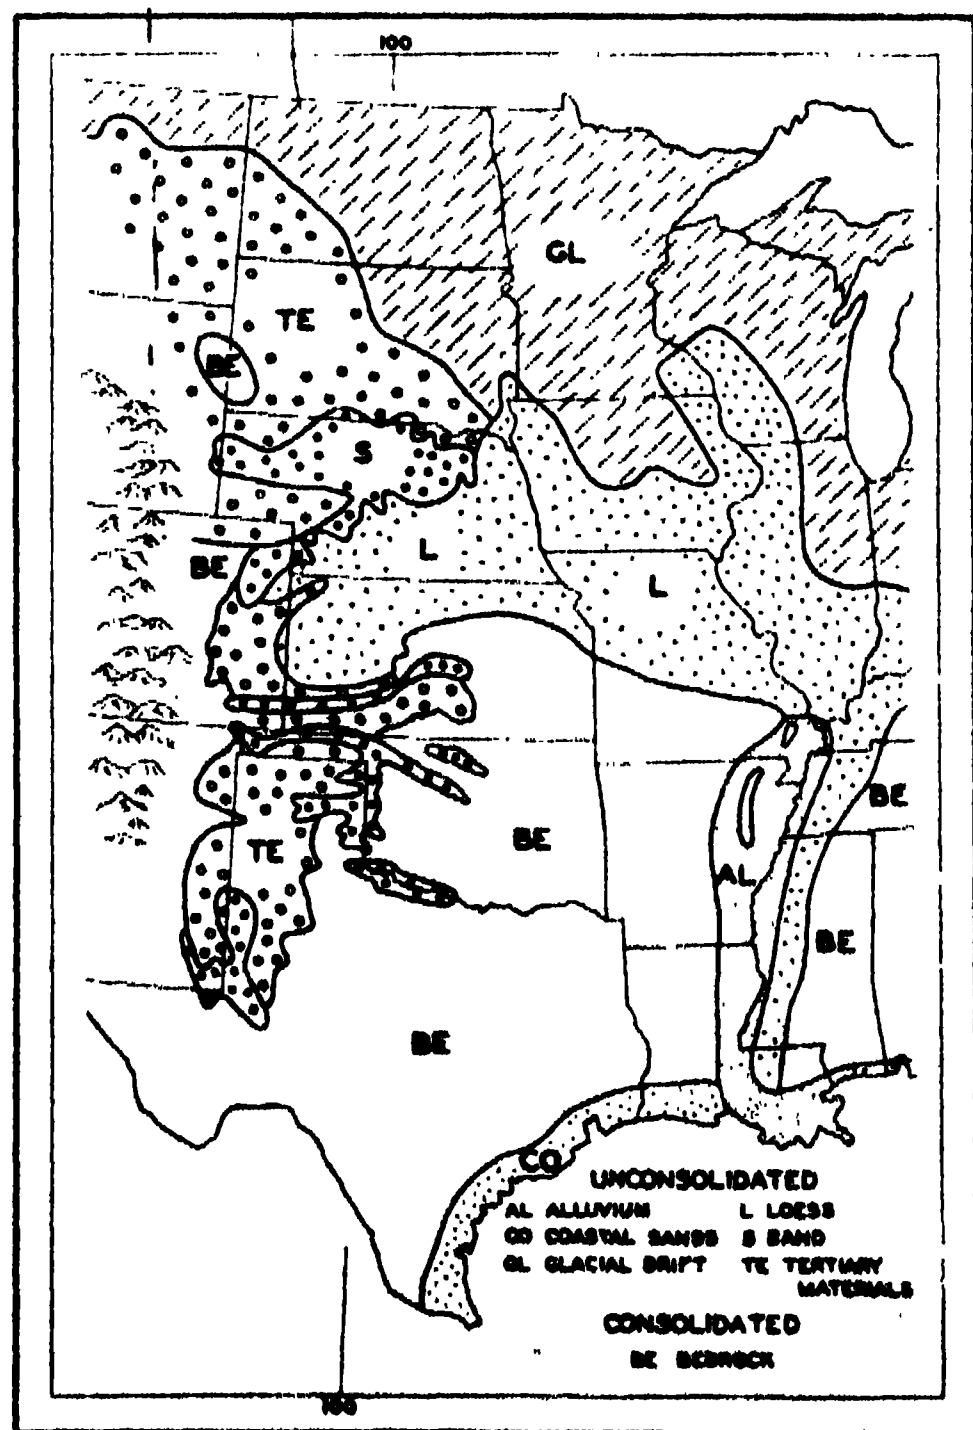 100
GL
TE
BE
S
L
BE
L
BE
TE
BE
AL
BE
BE
CO
UNCONSOLIDATED
AL ALLUVIUM L LOESS
CO COASTAL SANDS S SAND
GL GLACIAL DRIFT TE TERTIARY
MATERIALS
CONSOLIDATED
BE BEDROCK
100